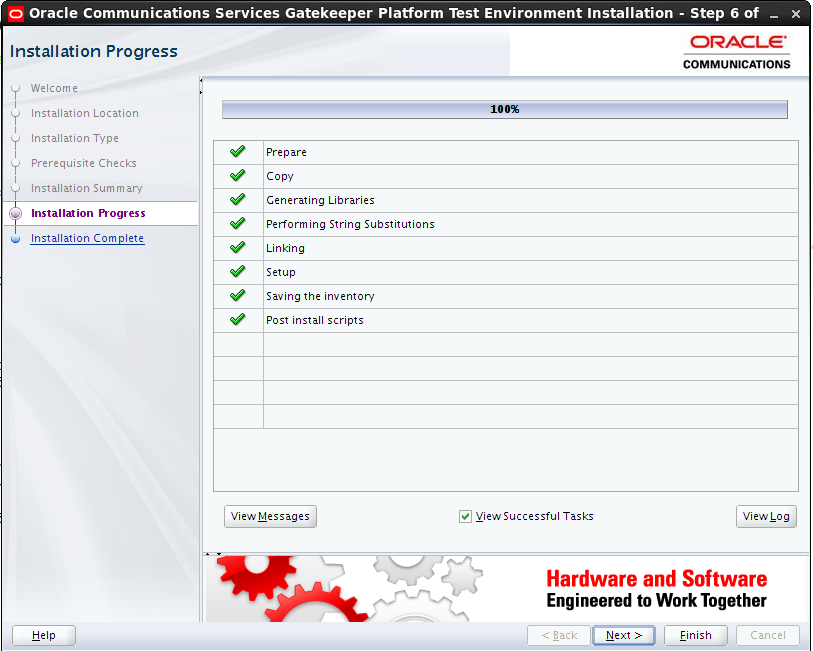 Oracle Communications Services Gatekeeper Platform Test Environment Installation - Step 6 of
Installation Progress
ORACLE
COMMUNICATIONS
Welcome
Installation Location
Installation Type
Prerequisite Checks
Installation Summary
Installation Progress
Installation Complete
100%
Prepare
Copy
Generating Libraries
Performing String Substitutions
Linking
Setup
Saving the inventory
Post install scripts
View Messages
View Successful Tasks
View Log
Hardware and Software
Engineered to Work Together
Help
< Back
Next >
Finish
Cancel